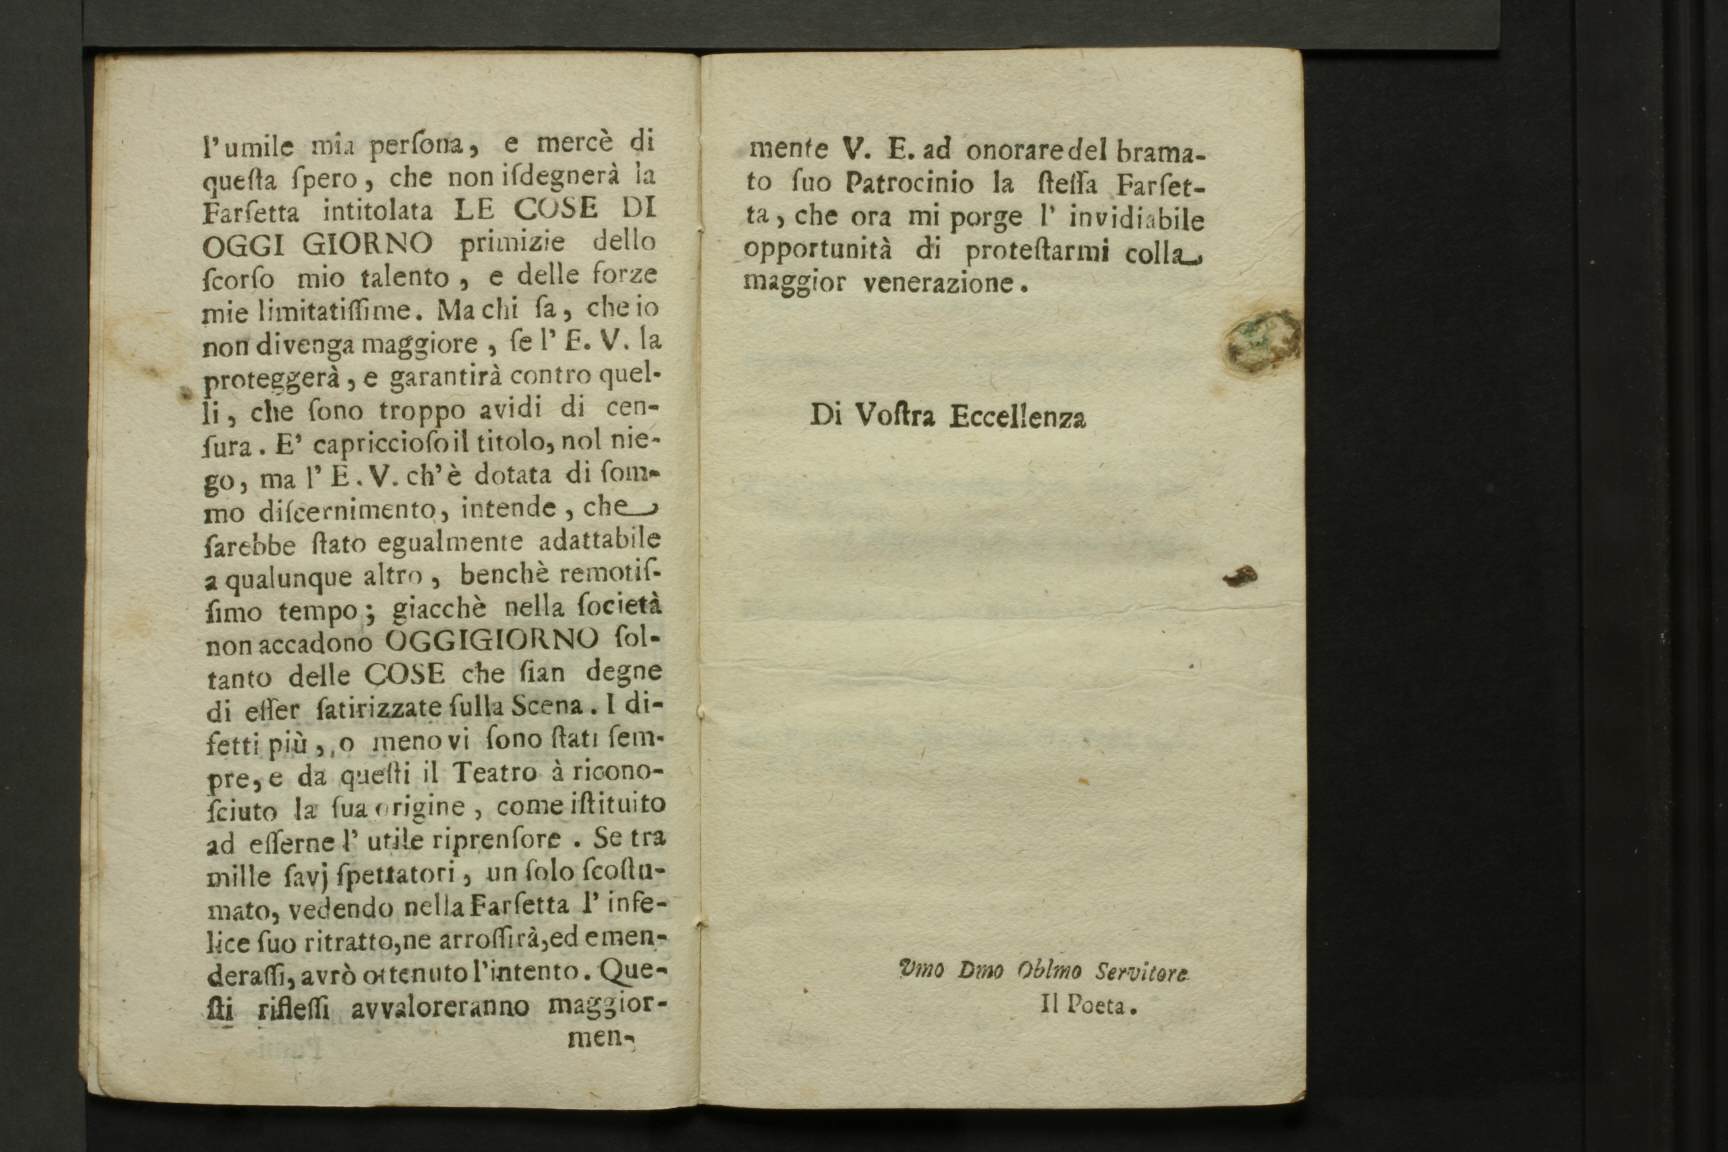 l'umile mia perſona, e mercè di
queſta ſpero, che non iſdegnerà la
Farſetta intitolata LE COSE DI
OGGI GIORNO primizie dello
ſcorſo mio talento, e delle forze
mie limitatiſſime. Ma chi ſa, che io
non divenga maggiore, ſe l' E. V. la
proteggerà, e garantirà contro quel-
li, che ſono troppo avidi di cen-
ſura. E' capriccioſo il titolo, nol nie-
go, ma l' E. V. ch'è dotata di ſom-
mo diſcernimento, intende, che
ſarebbe ſtato egualmente adattabile
a qualunque altro, benchè remotiſ-
ſimo tempo; giacchè nella ſocietà
non accadono OGGIGIORNO ſol-
tanto delle COSE che ſian degne
di eſſer ſatirizzate ſulla Scena. I di-
fetti più, o meno vi ſono ſtati ſem-
pre, e da queſti il Teatro à ricono-
ſciuto la ſua origine, come iſtituito
ad eſſerne l' utile riprenſore. Se tra
mille ſavj ſpettatori, un ſolo ſcoſtu-
mato, vedendo nella Farſetta l' infe-
lice ſuo ritratto, ne arroſſirà, ed emen-
deraſſi, avrò ottenuto l'intento. Que-
ſti rifleſſi avvaloreranno maggior-
men-
mente V. E. ad onorare del brama-
to ſuo Patrocinio la ſteſſa Farſet-
ta, che ora mi porge l' invidiabile
opportunità di proteſtarmi colla
maggior venerazione.
Di Voſtra Eccellenza
Vmo Dmo Oblmo Servitore
Il Poeta.